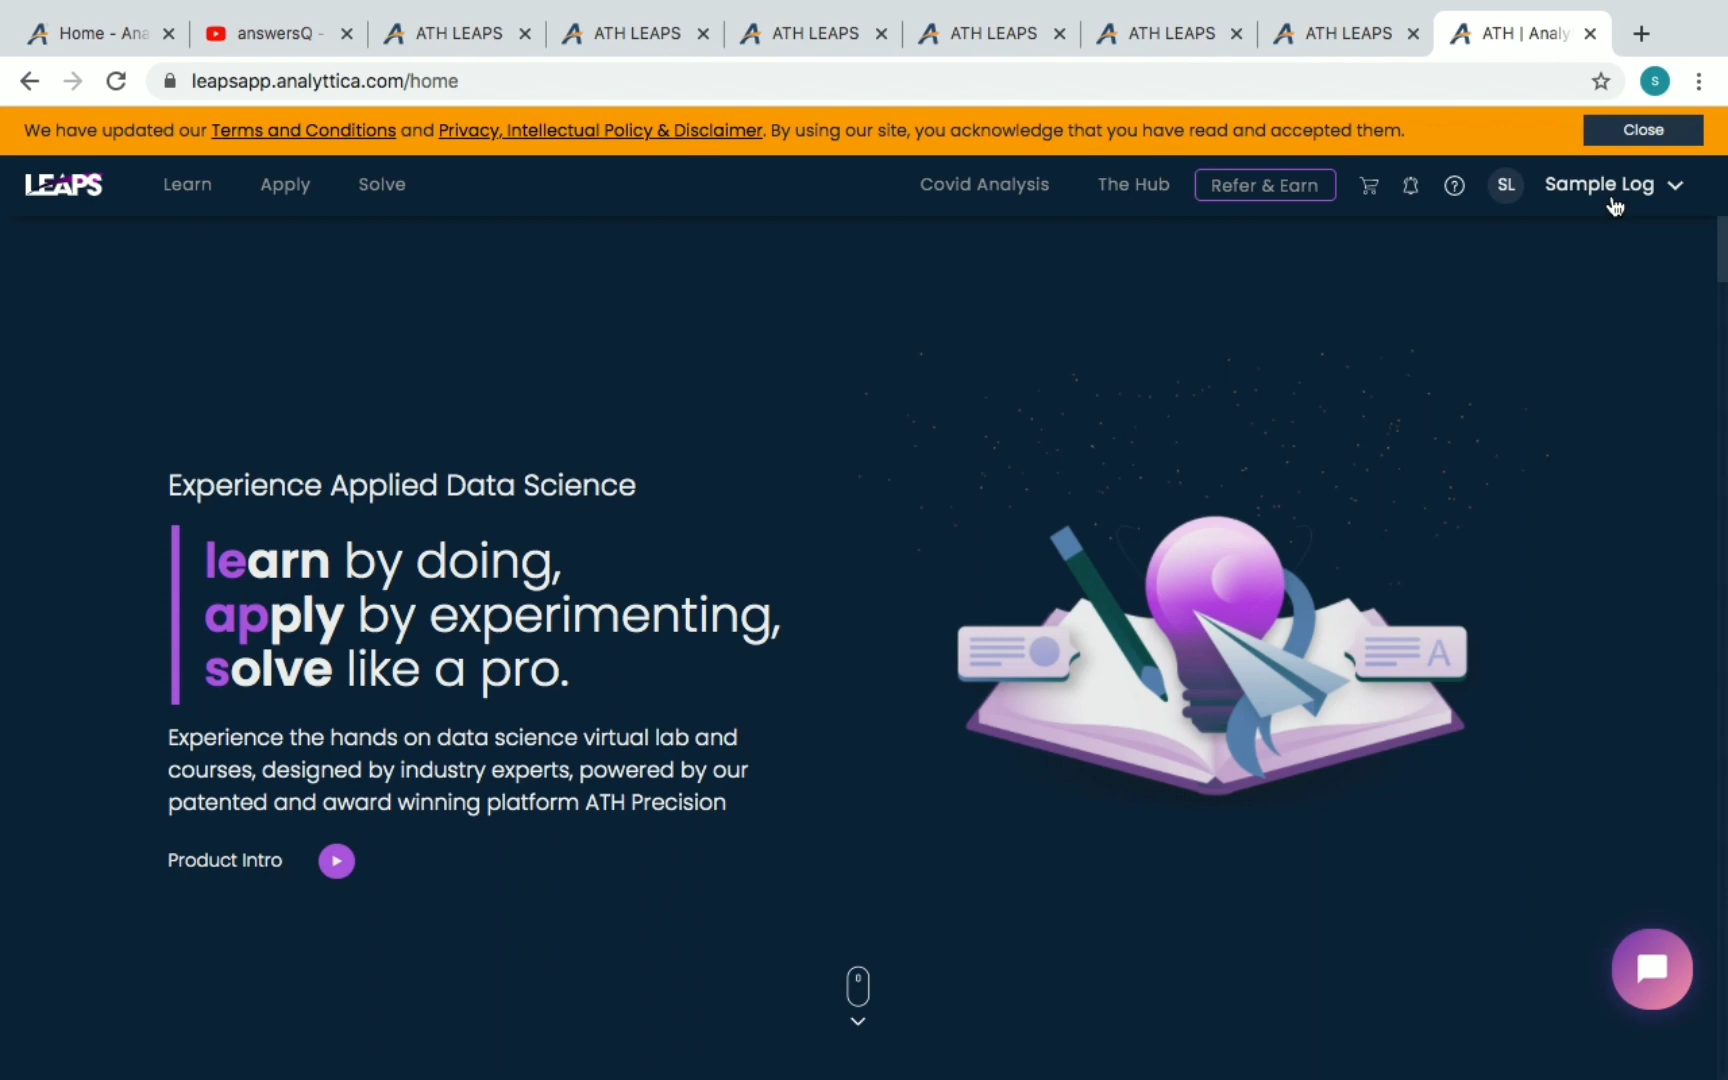 Home - Ana
answersQ -
ATH LEAPS
ATH LEAPS
ATH LEAPS
ATH LEAPS
ATH LEAPS
ATH LEAPS
ATH | Analy
leapsapp.analyttica.com/home
S
We have updated our Terms and Conditions and Privacy, Intellectual Policy & Disclaimer. By using our site, you acknowledge that you have read and accepted them.
Close
LEAPS
Learn
Apply
Solve
Covid Analysis
The Hub
Refer & Earn
SL
Sample Log
Experience Applied Data Science
learn by doing,
apply by experimenting,
solve like a pro.
Experience the hands on data science virtual lab and
courses, designed by industry experts, powered by our
patented and award winning platform ATH Precision
Product Intro
A